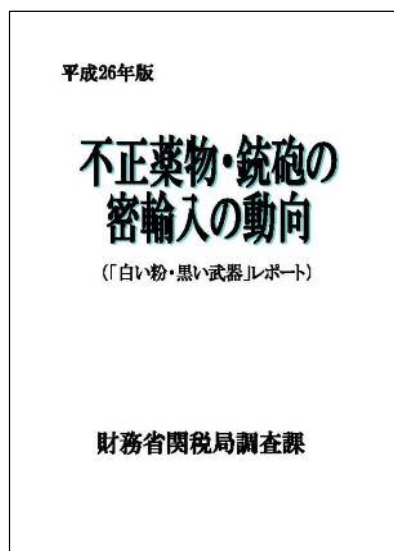 平成26年版
不正薬物・銃砲の
密輸入の動向
(「白い粉・黒い武器」レポート)
財務省関税局調査課